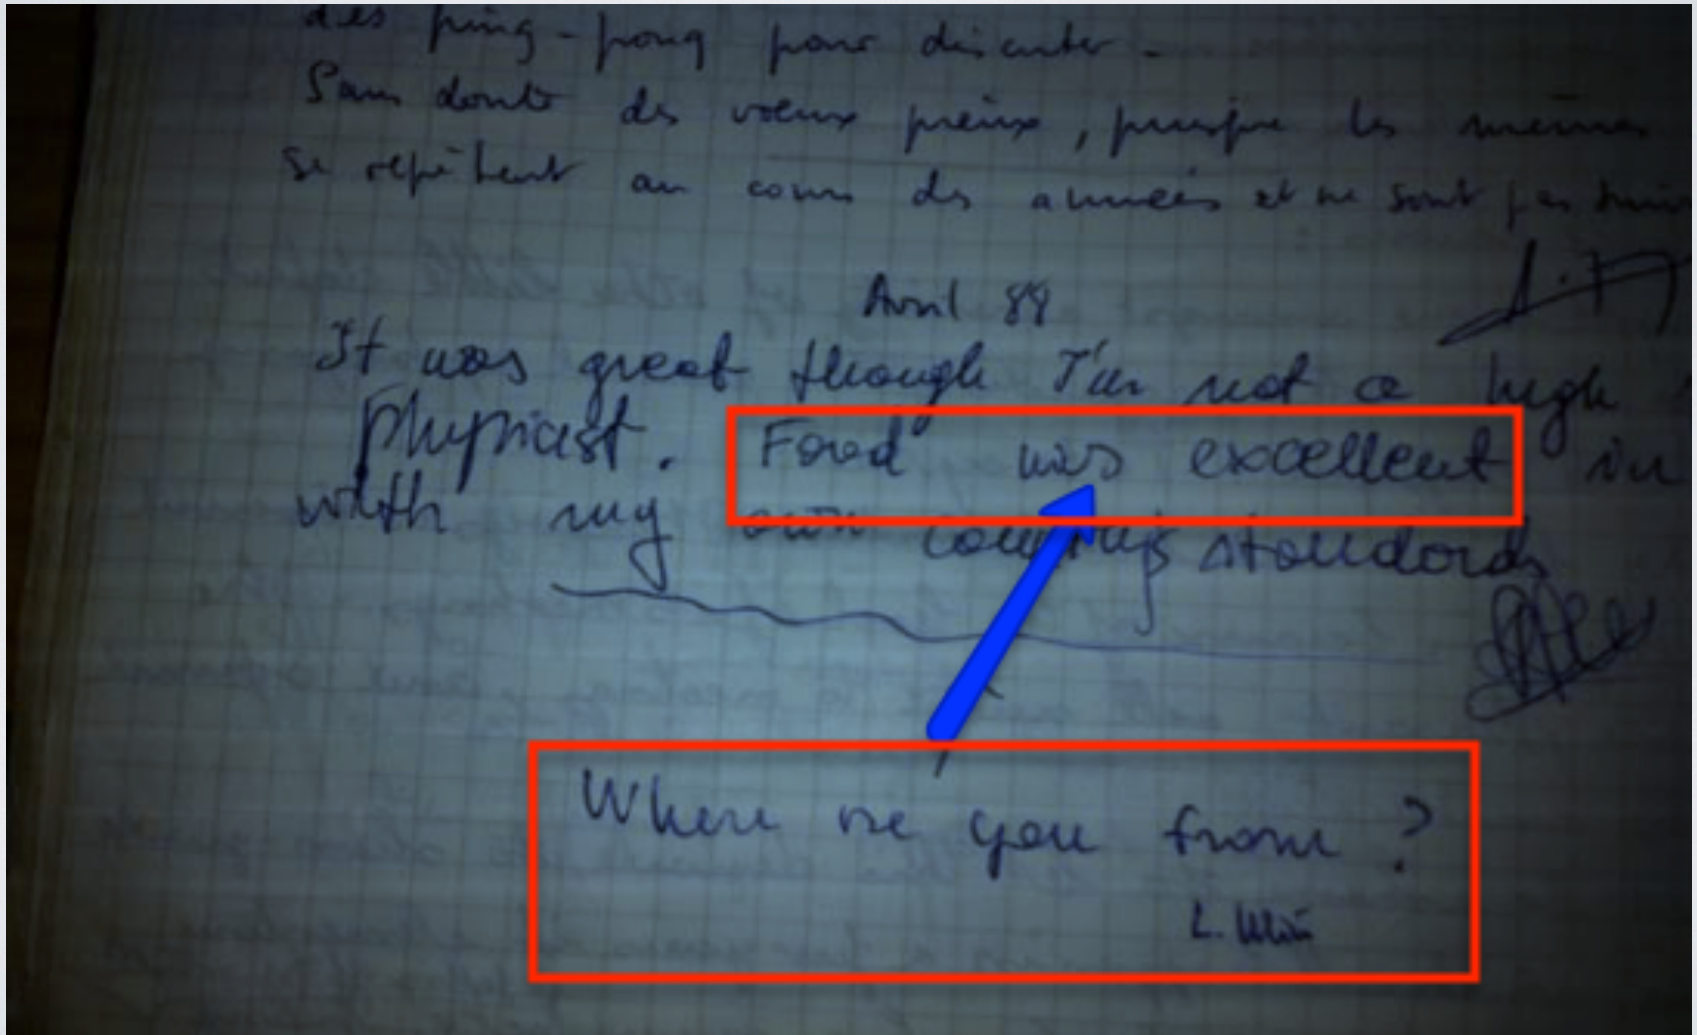 des ping-pong pour discuter -
Sans doute des voeux pieux, puisque les mêmes
se répètent au cours des années et ne sont pas
Avril 88
It was great though I'm not a high
Physicist. Food was excellent in
with my own standards
Where are you from ?